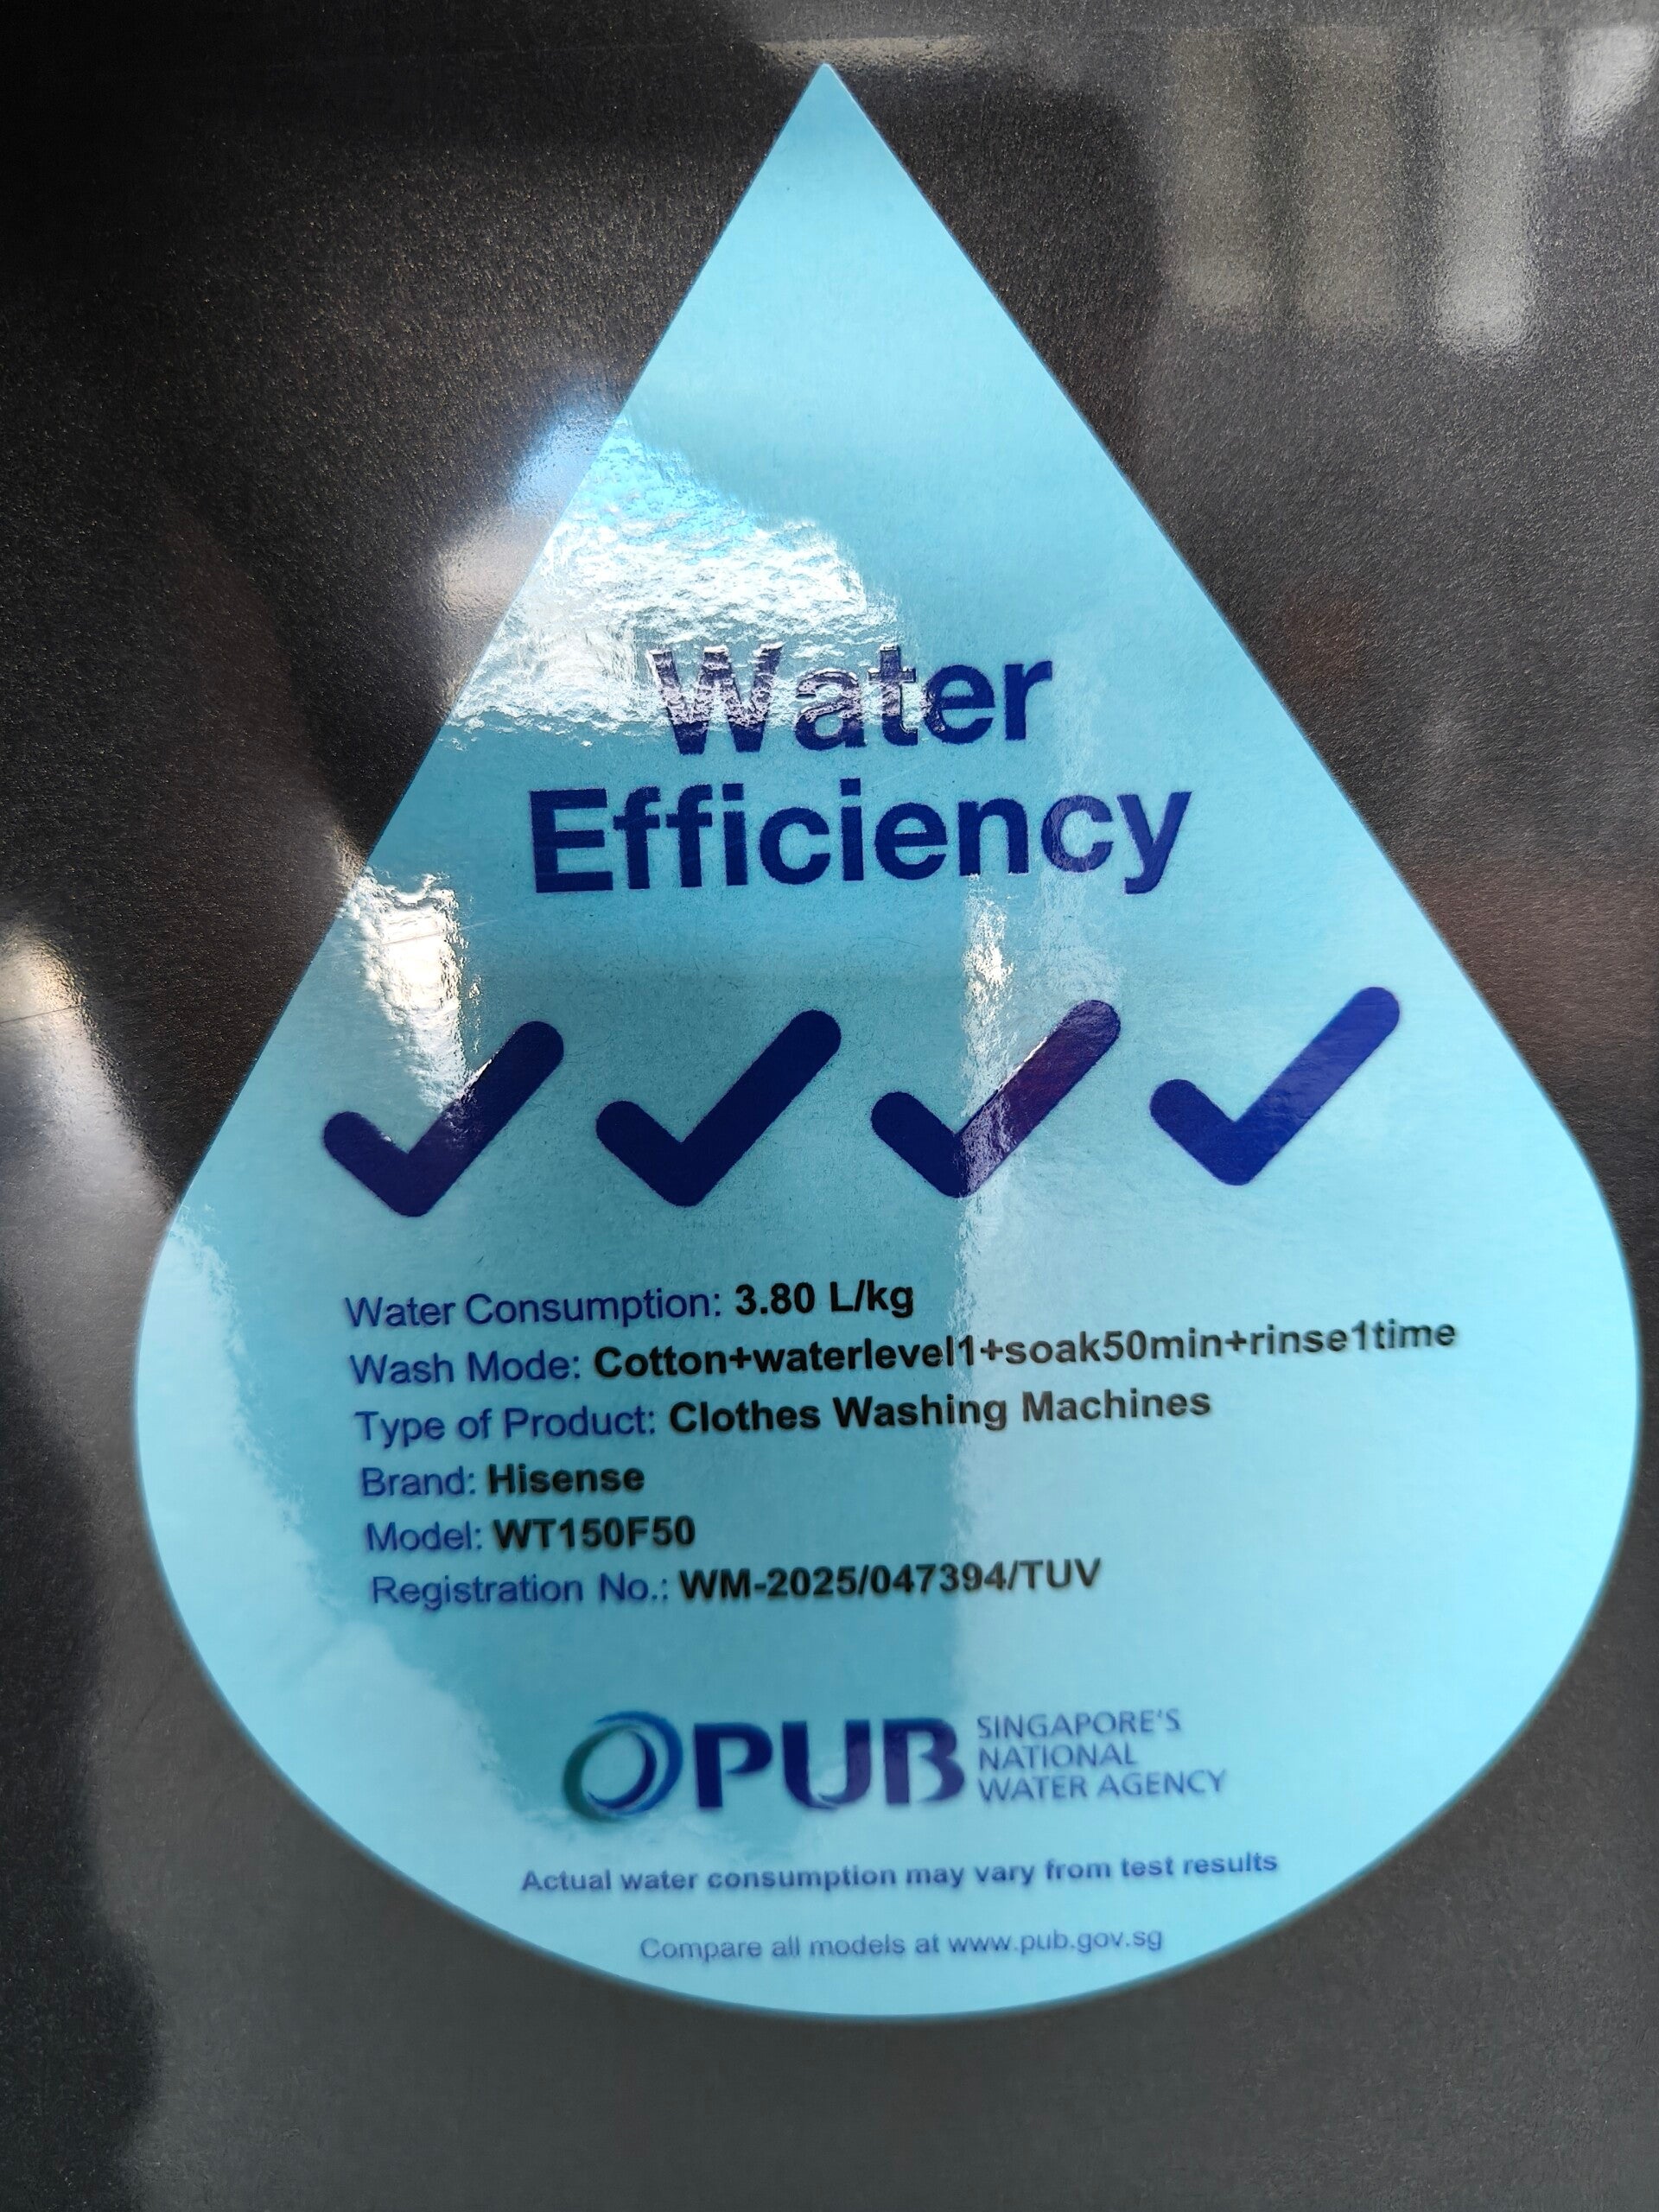 Water
Efficiency
Water Consumption: 3.80 L/kg
Wash Mode: Cotton+waterlevel1+soak50min+rinse1time
Type of Product: Clothes Washing Machines
Brand: Hisense
Model: WT150F50
Registration No.: WM-2025/047394/TUV
PUB SINGAPORE'S
NATIONAL
WATER AGENCY
Actual water consumption may vary from test results
Compare all models at www.pub.gov.sg